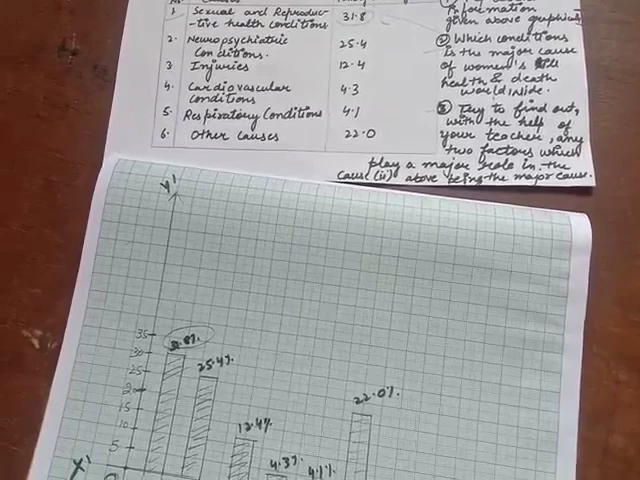 1 Sexual and Reproduc-
-tive health conditions 31.8
2. Neuropsychiatric
Conditions. 25.4
3 Injuries 12.4
4. Cardiovascular
conditions 4.3
5. Respiratory Conditions 4.1
6. Other causes 22.0
information
given above graphically
② Which conditions
is the major cause
of women's ill
health & death
worldwide.
③ Try to find out,
with the help of
your teacher, any
two factors which
play a major role in the
cause (ii) above being the major cause.
Y'
35
30
25
20
15
10
5
0
X'
31.8%
25.4%
12.4%
4.3%
4.1%
22.0%